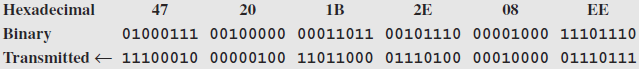 Hexadecimal 47 20 1B 2E 08 EE
Binary 01000111 00100000 00011011 00101110 00001000 11101110
Transmitted ← 11100010 00000100 11011000 01110100 00010000 01110111